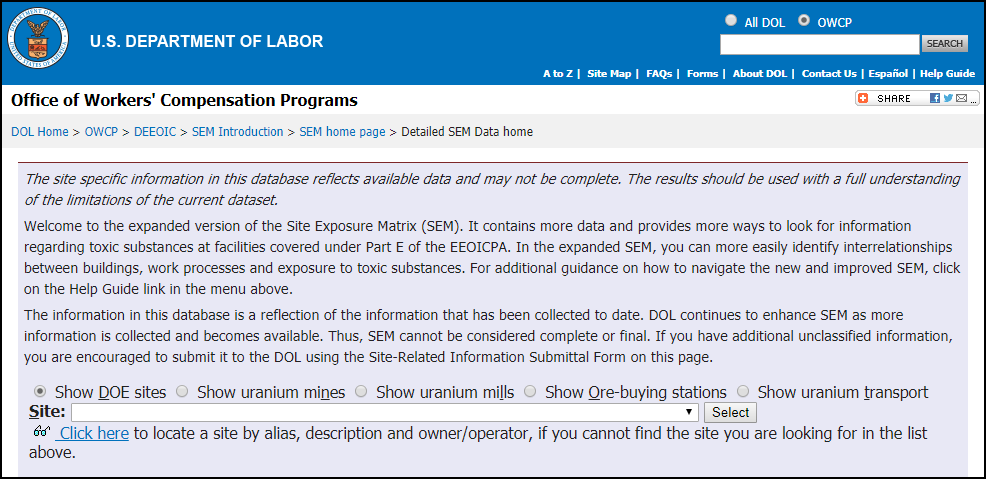 All DOL OWCP
U.S. DEPARTMENT OF LABOR
SEARCH
A to Z | Site Map | FAQs | Forms | About DOL | Contact Us | Español | Help Guide
Office of Workers' Compensation Programs
SHARE ...
DOL Home > OWCP > DEEOIC > SEM Introduction > SEM home page > Detailed SEM Data home
The site specific information in this database reflects available data and may not be complete. The results should be used with a full understanding
of the limitations of the current dataset.
Welcome to the expanded version of the Site Exposure Matrix (SEM). It contains more data and provides more ways to look for information
regarding toxic substances at facilities covered under Part E of the EEOICPA. In the expanded SEM, you can more easily identify interrelationships
between buildings, work processes and exposure to toxic substances. For additional guidance on how to navigate the new and improved SEM, click
on the Help Guide link in the menu above.
The information in this database is a reflection of the information that has been collected to date. DOL continues to enhance SEM as more
information is collected and becomes available. Thus, SEM cannot be considered complete or final. If you have additional unclassified information,
you are encouraged to submit it to the DOL using the Site-Related Information Submittal Form on this page.
Show DOE sites Show uranium mines Show uranium mills Show Ore-buying stations Show uranium transport
Site: Select
Click here to locate a site by alias, description and owner/operator, if you cannot find the site you are looking for in the list
above.